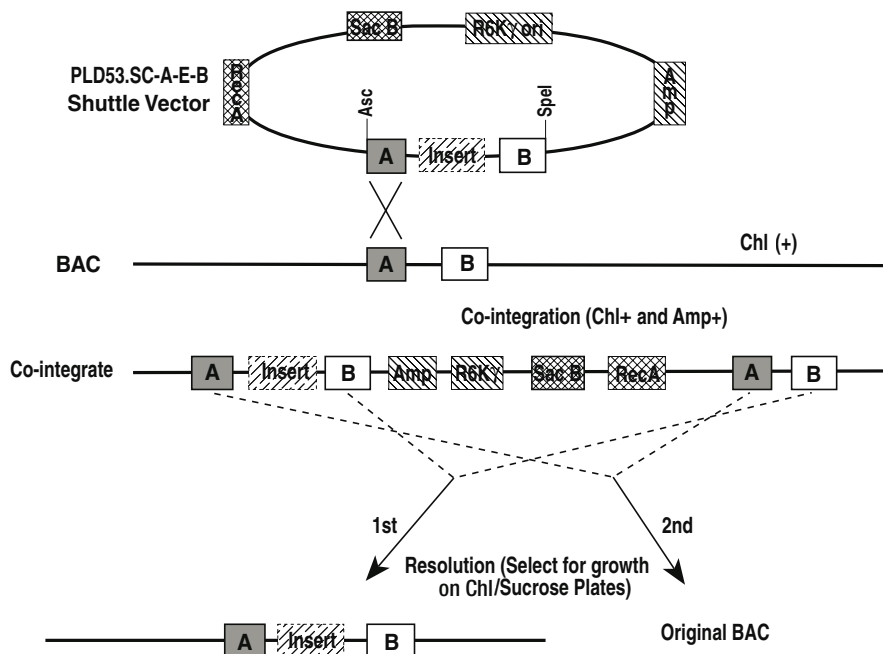 Sac B
R6Kγ ori
PLD53.SC-A-E-B
Shuttle Vector
RecA
Amp
Asc
SpeI
A
Insert
B
BAC
A
B
Chl (+)
Co-integration (Chl+ and Amp+)
Co-integrate
A
Insert
B
Amp
R6Kγ
Sac B
RecA
A
B
1st
2nd
Resolution (Select for growth
on Chl/Sucrose Plates)
A
Insert
B
Original BAC